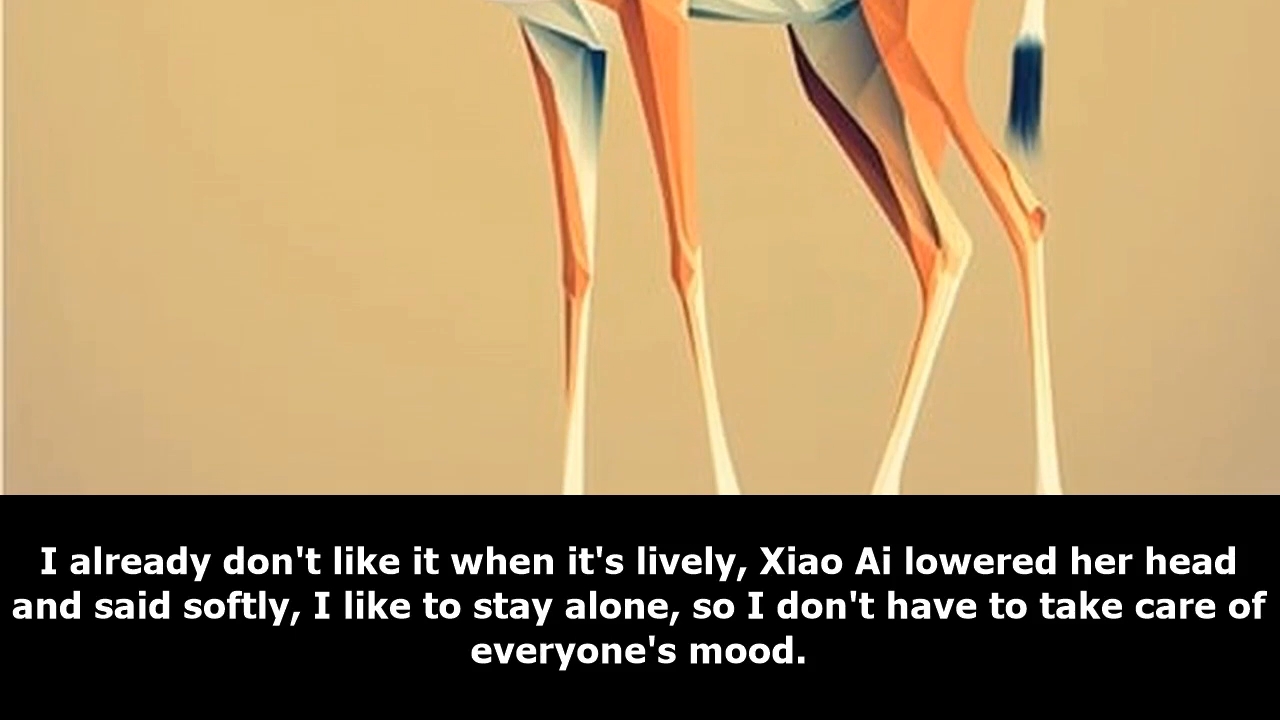 I already don't like it when it's lively, Xiao Ai lowered her head
and said softly, I like to stay alone, so I don't have to take care of
everyone's mood.